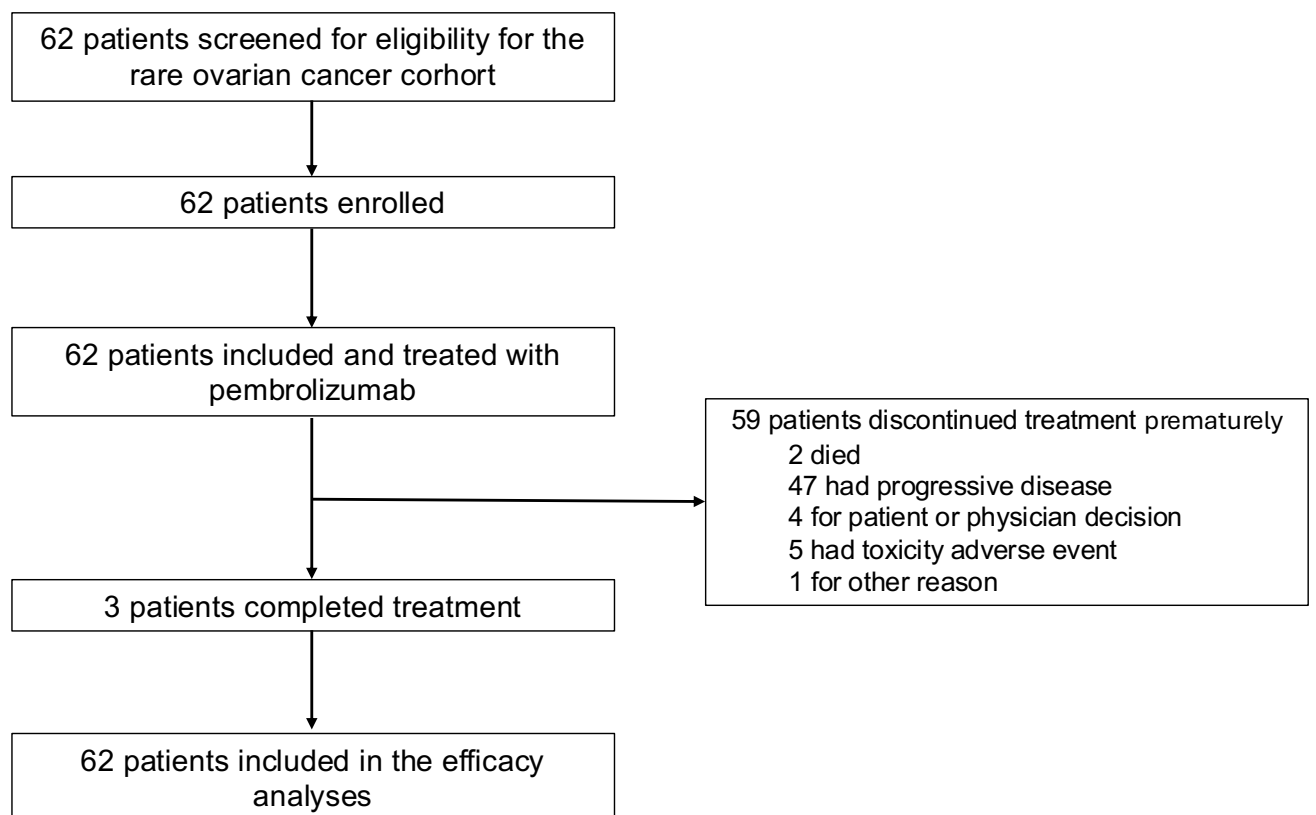 62 patients screened for eligibility for the
rare ovarian cancer corhort
62 patients enrolled
62 patients included and treated with
pembrolizumab
59 patients discontinued treatment prematurely
2 died
47 had progressive disease
4 for patient or physician decision
5 had toxicity adverse event
1 for other reason
3 patients completed treatment
62 patients included in the efficacy
analyses